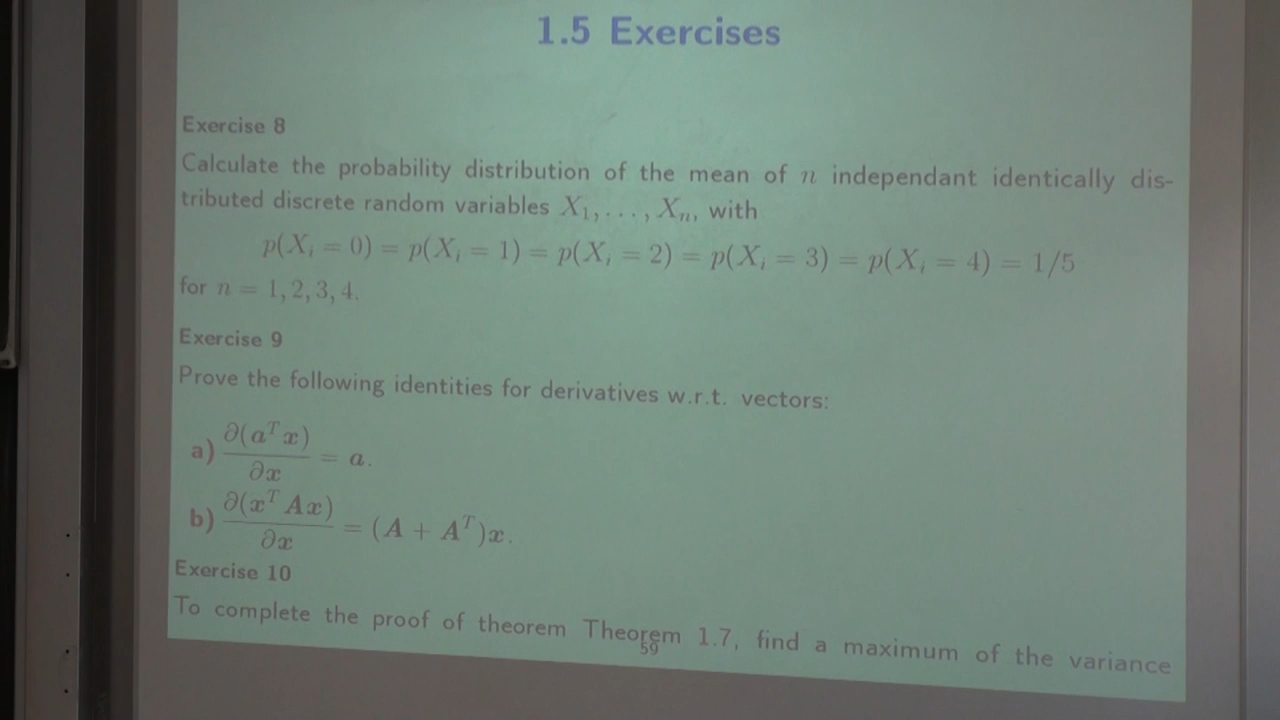 1.5 Exercises
Exercise 8
Calculate the probability distribution of the mean of n independant identically dis-
tributed discrete random variables X₁, . . . , Xₙ, with
p(Xᵢ = 0) = p(Xᵢ = 1) = p(Xᵢ = 2) = p(Xᵢ = 3) = p(Xᵢ = 4) = 1/5
for n = 1, 2, 3, 4.
Exercise 9
Prove the following identities for derivatives w.r.t. vectors:
a) ∂(aᵀx)/∂x = a.
b) ∂(xᵀAx)/∂x = (A + Aᵀ)x.
Exercise 10
To complete the proof of theorem Theorem 1.7, find a maximum of the variance
59